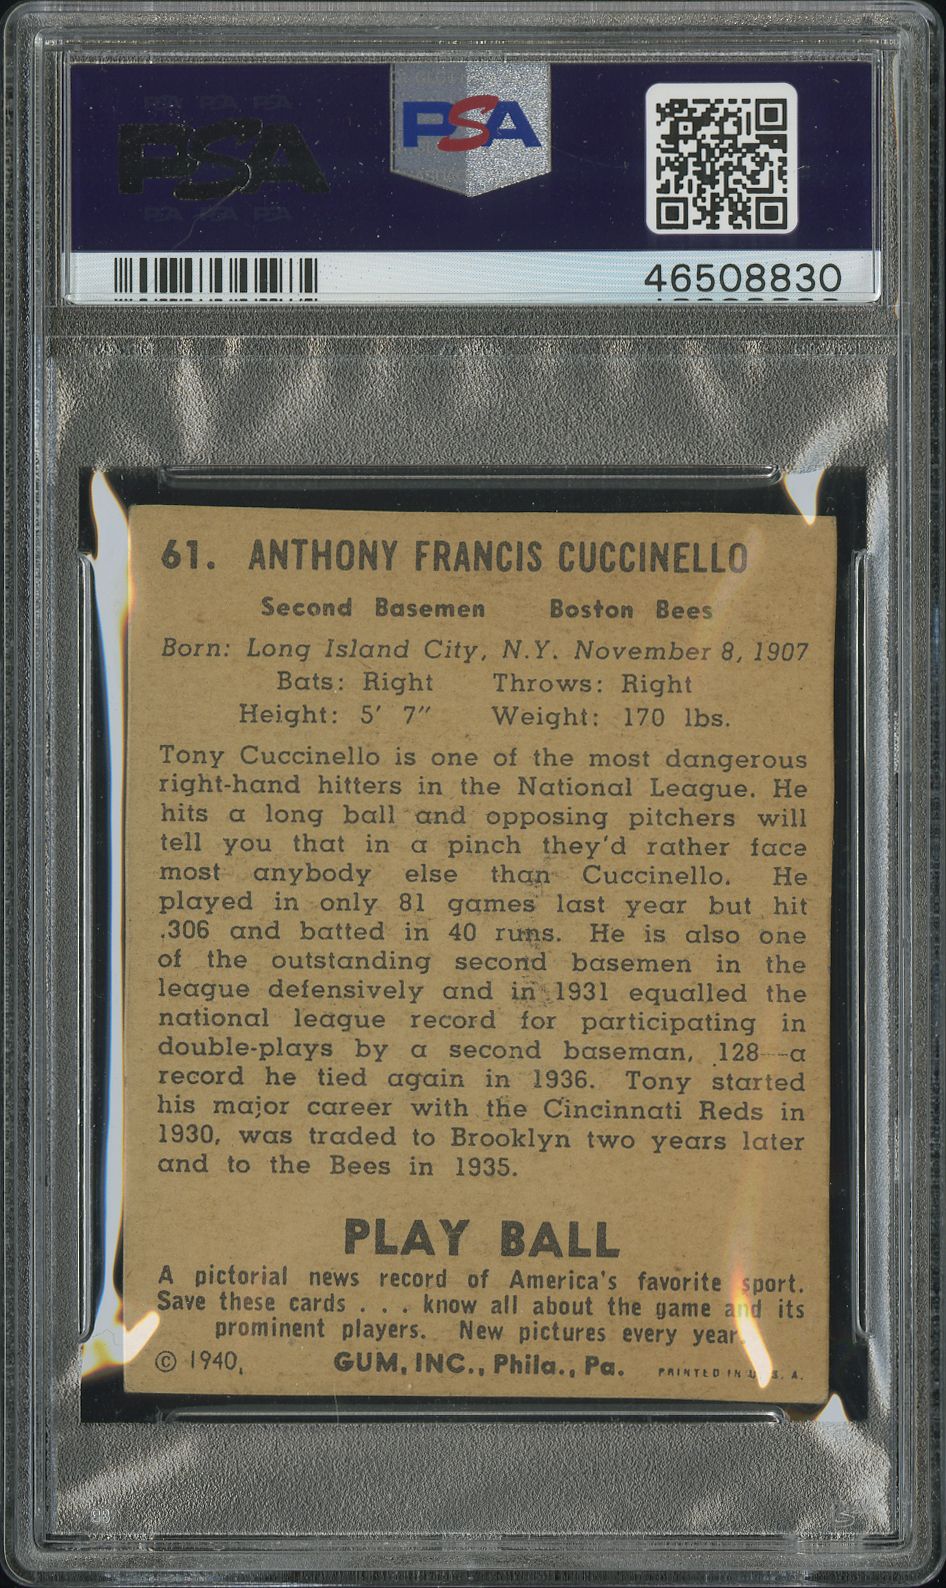 PSA PSA PSA
PSA
PSA PSA PSA
PSA
46508830
61. ANTHONY FRANCIS CUCCINELLO
Second Basemen Boston Bees
Born: Long Island City, N.Y. November 8, 1907
Bats: Right Throws: Right
Height: 5' 7" Weight: 170 lbs.
Tony Cuccinello is one of the most dangerous
right-hand hitters in the National League. He
hits a long ball and opposing pitchers will
tell you that in a pinch they'd rather face
most anybody else than Cuccinello. He
played in only 81 games last year but hit
.306 and batted in 40 runs. He is also one
of the outstanding second basemen in the
league defensively and in 1931 equalled the
national league record for participating in
double-plays by a second baseman, 128—a
record he tied again in 1936. Tony started
his major career with the Cincinnati Reds in
1930, was traded to Brooklyn two years later
and to the Bees in 1935.
PLAY BALL
A pictorial news record of America's favorite sport.
Save these cards . . . know all about the game and its
prominent players. New pictures every year.
© 1940, GUM, INC., Phila., Pa. PRINTED IN U. S. A.